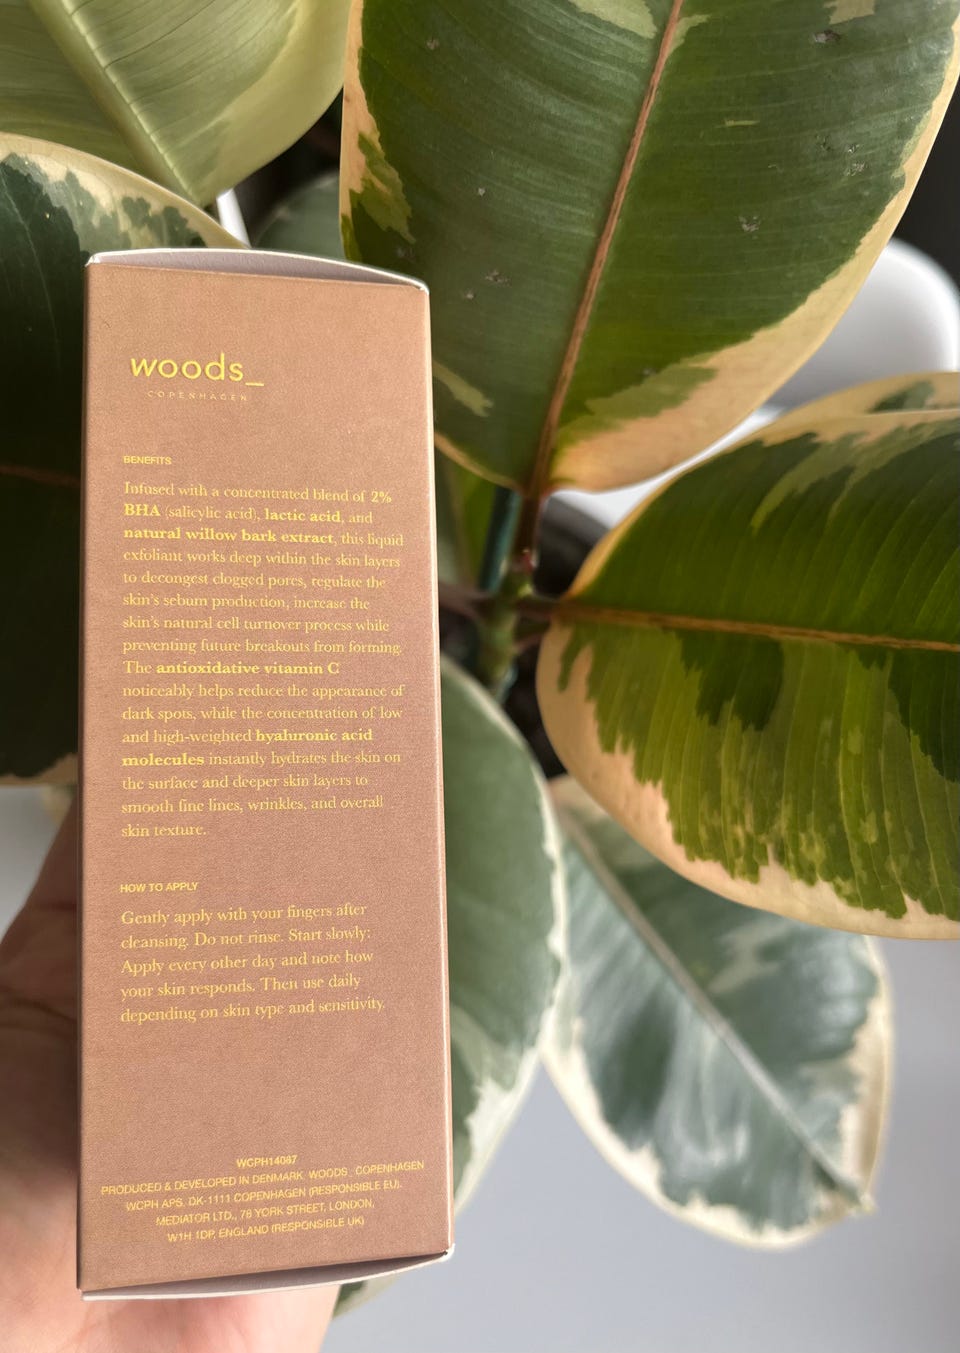 woods_
COPENHAGEN
BENEFITS
Infused with a concentrated blend of 2%
BHA (salicylic acid), lactic acid, and
natural willow bark extract, this liquid
exfoliant works deep within the skin layers
to decongest clogged pores, regulate the
skin's sebum production, increase the
skin's natural cell turnover process while
preventing future breakouts from forming.
The antioxidative vitamin C
noticeably helps reduce the appearance of
dark spots, while the concentration of low
and high-weighted hyaluronic acid
molecules instantly hydrates the skin on
the surface and deeper skin layers to
smooth fine lines, wrinkles, and overall
skin texture.
HOW TO APPLY
Gently apply with your fingers after
cleansing. Do not rinse. Start slowly:
Apply every other day and note how
your skin responds. Then use daily
depending on skin type and sensitivity.
WCPH14087
PRODUCED & DEVELOPED IN DENMARK. WOODS_ COPENHAGEN
WCPH APS, DK-1111 COPENHAGEN (RESPONSIBLE EU).
MEDIATOR LTD., 78 YORK STREET, LONDON,
W1H 1DP, ENGLAND (RESPONSIBLE UK)